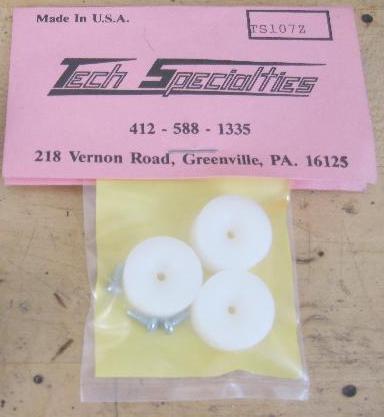 Made In U.S.A.
TS107Z
Tech Specialties
412 - 588 - 1335
218 Vernon Road, Greenville, PA. 16125